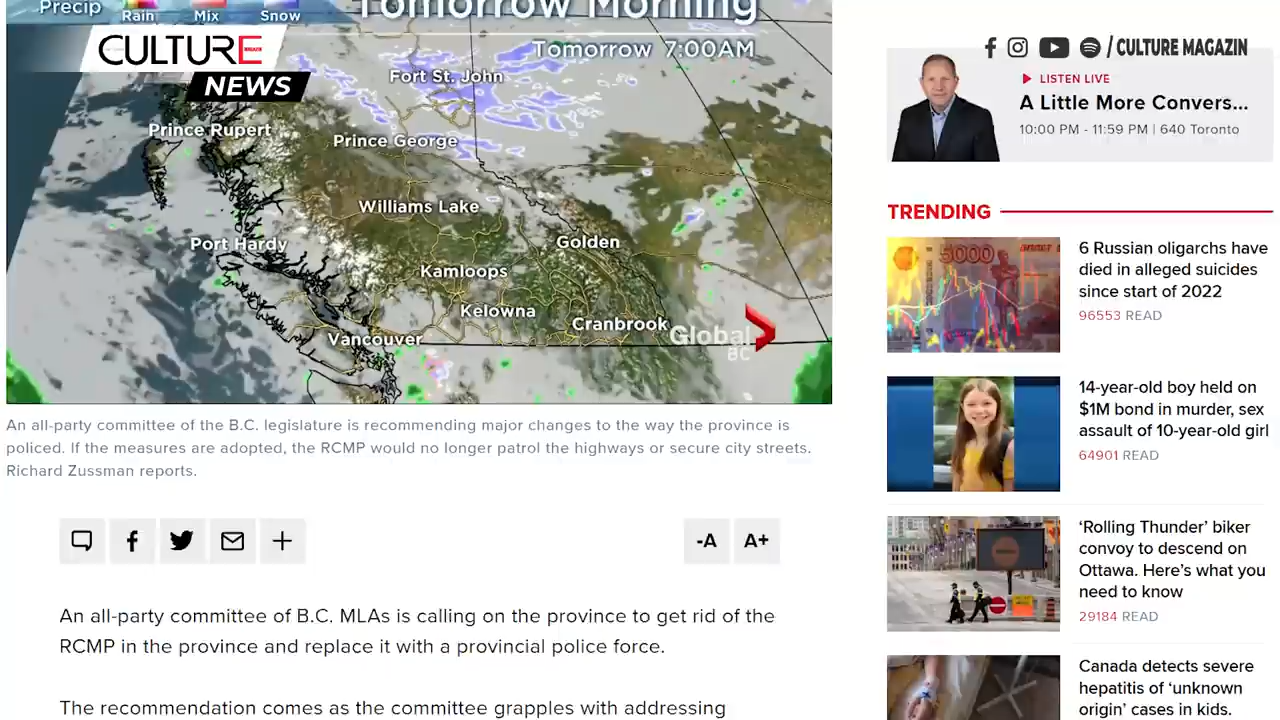 Precip
Rain
Mix
Snow
Tomorrow Morning
Tomorrow 7:00AM
CULTURE
NEWS
Fort St. John
Prince Rupert
Prince George
Williams Lake
Port Hardy
Golden
Kamloops
Kelowna
Cranbrook
Vancouver
Global
BC
An all-party committee of the B.C. legislature is recommending major changes to the way the province is
policed. If the measures are adopted, the RCMP would no longer patrol the highways or secure city streets.
Richard Zussman reports.
-A
A+
An all-party committee of B.C. MLAs is calling on the province to get rid of the
RCMP in the province and replace it with a provincial police force.
The recommendation comes as the committee grapples with addressing
/ CULTURE MAGAZIN
LISTEN LIVE
A Little More Convers...
10:00 PM - 11:59 PM | 640 Toronto
TRENDING
5000
6 Russian oligarchs have
died in alleged suicides
since start of 2022
96553 READ
14-year-old boy held on
$1M bond in murder, sex
assault of 10-year-old girl
64901 READ
‘Rolling Thunder’ biker
convoy to descend on
Ottawa. Here’s what you
need to know
29184 READ
Canada detects severe
hepatitis of ‘unknown
origin’ cases in kids.